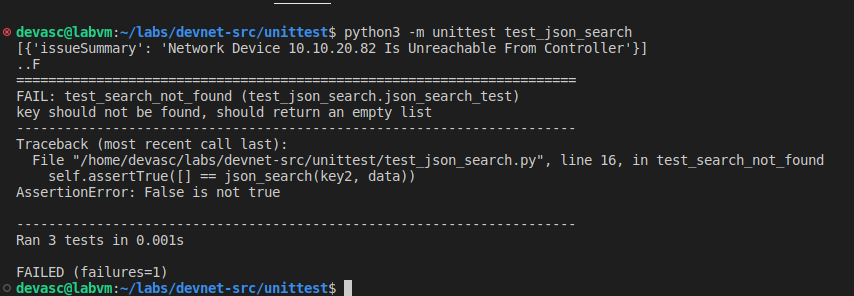 devasc@labvm:~/labs/devnet-src/unittest$ python3 -m unittest test_json_search
[{'issueSummary': 'Network Device 10.10.20.82 Is Unreachable From Controller'}]
..F
======================================================================
FAIL: test_search_not_found (test_json_search.json_search_test)
key should not be found, should return an empty list
----------------------------------------------------------------------
Traceback (most recent call last):
  File "/home/devasc/labs/devnet-src/unittest/test_json_search.py", line 16, in test_search_not_found
    self.assertTrue([] == json_search(key2, data))
AssertionError: False is not true
----------------------------------------------------------------------
Ran 3 tests in 0.001s
FAILED (failures=1)
devasc@labvm:~/labs/devnet-src/unittest$